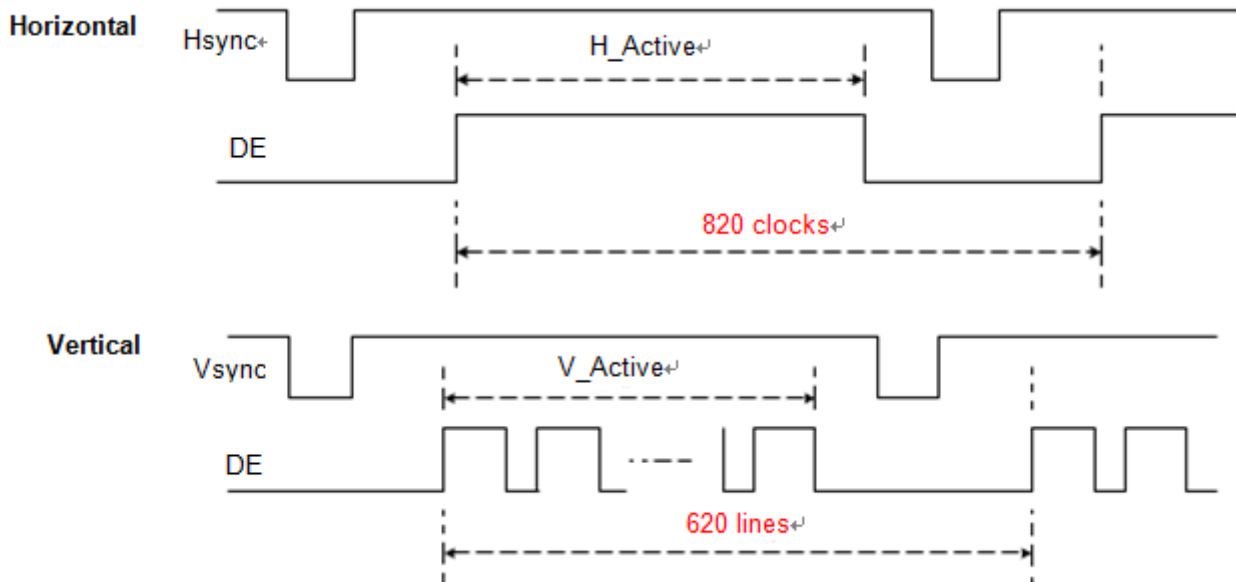 Horizontal
Hsync↵
H_Active↵
DE
820 clocks↵
Vertical
Vsync
V_Active↵
DE
620 lines↵